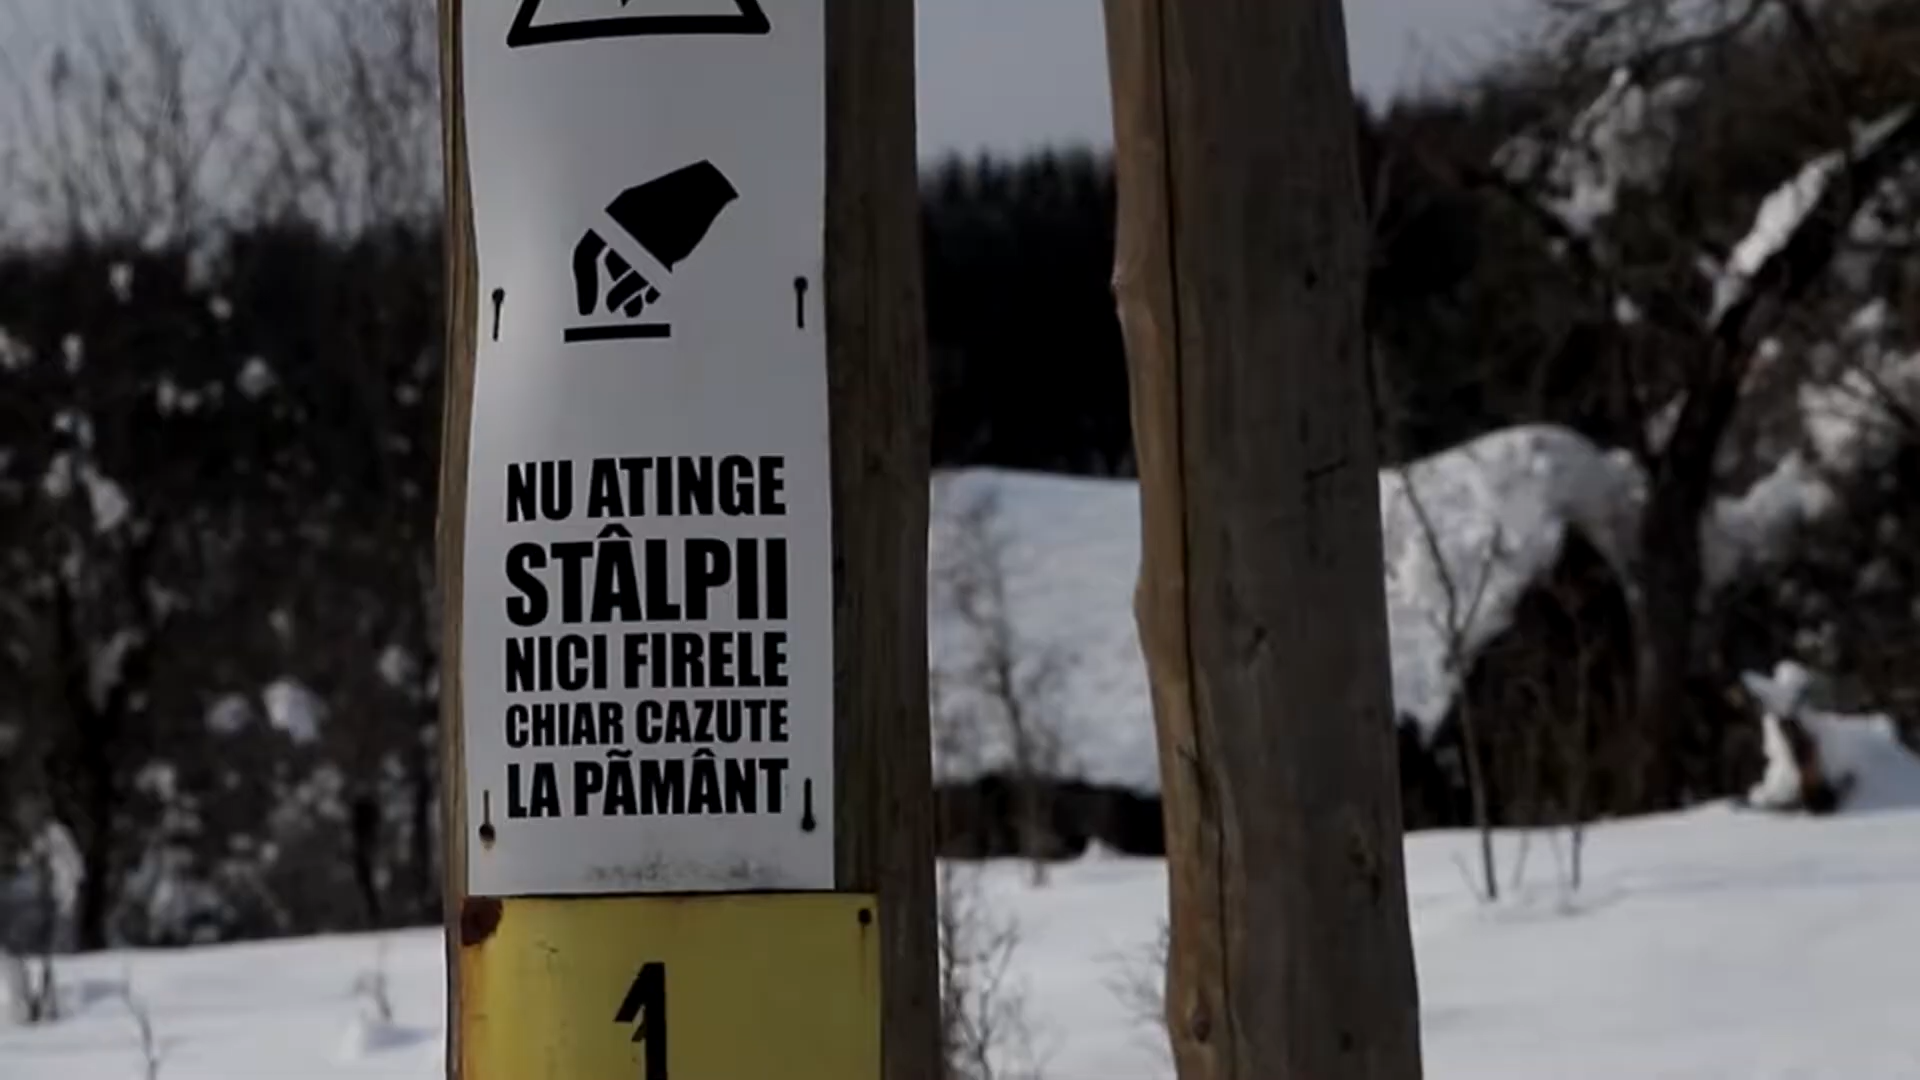 NU ATINGE
STÂLPII
NICI FIRELE
CHIAR CAZUTE
LA PÃMÂNT
1